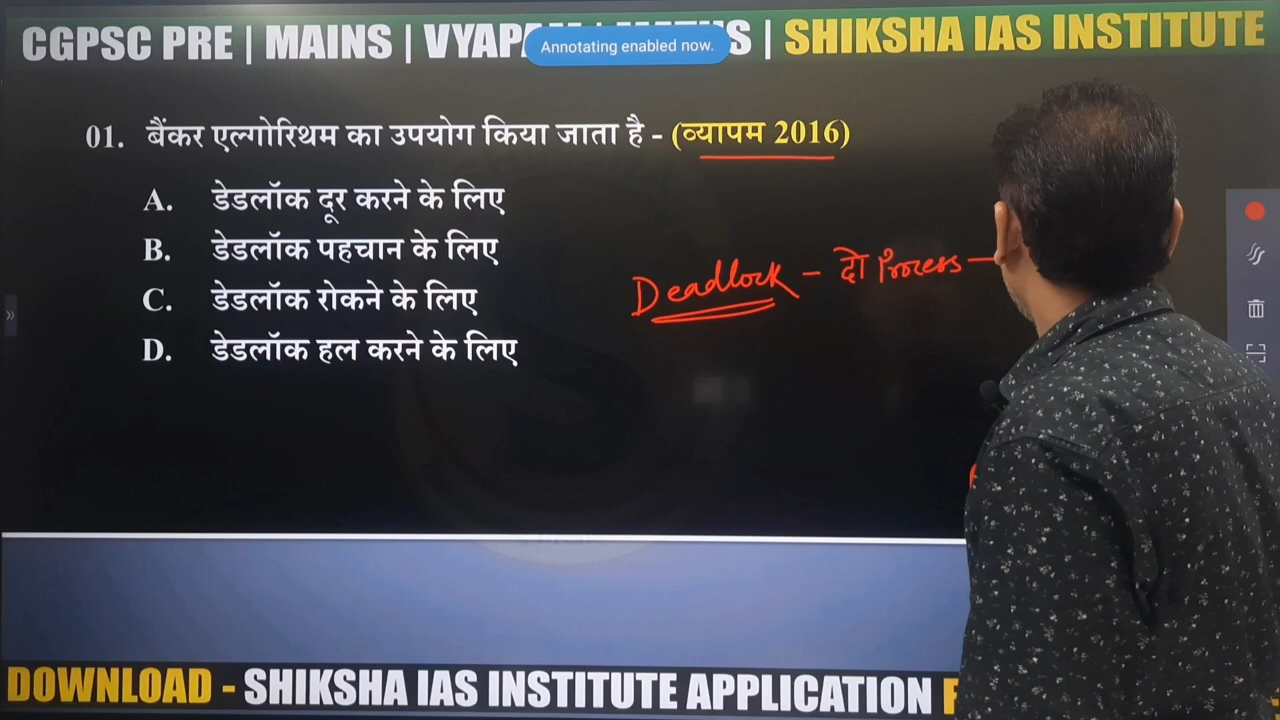 CGPSC PRE | MAINS | VYAP
S | SHIKSHA IAS INSTITUTE
Annotating enabled now.
01. बैंकर एल्गोरिथम का उपयोग किया जाता है - (व्यापम 2016)
A. डेडलॉक दूर करने के लिए
B. डेडलॉक पहचान के लिए
C. डेडलॉक रोकने के लिए
D. डेडलॉक हल करने के लिए
Deadlock - दो Process -
DOWNLOAD - SHIKSHA IAS INSTITUTE APPLICATION F